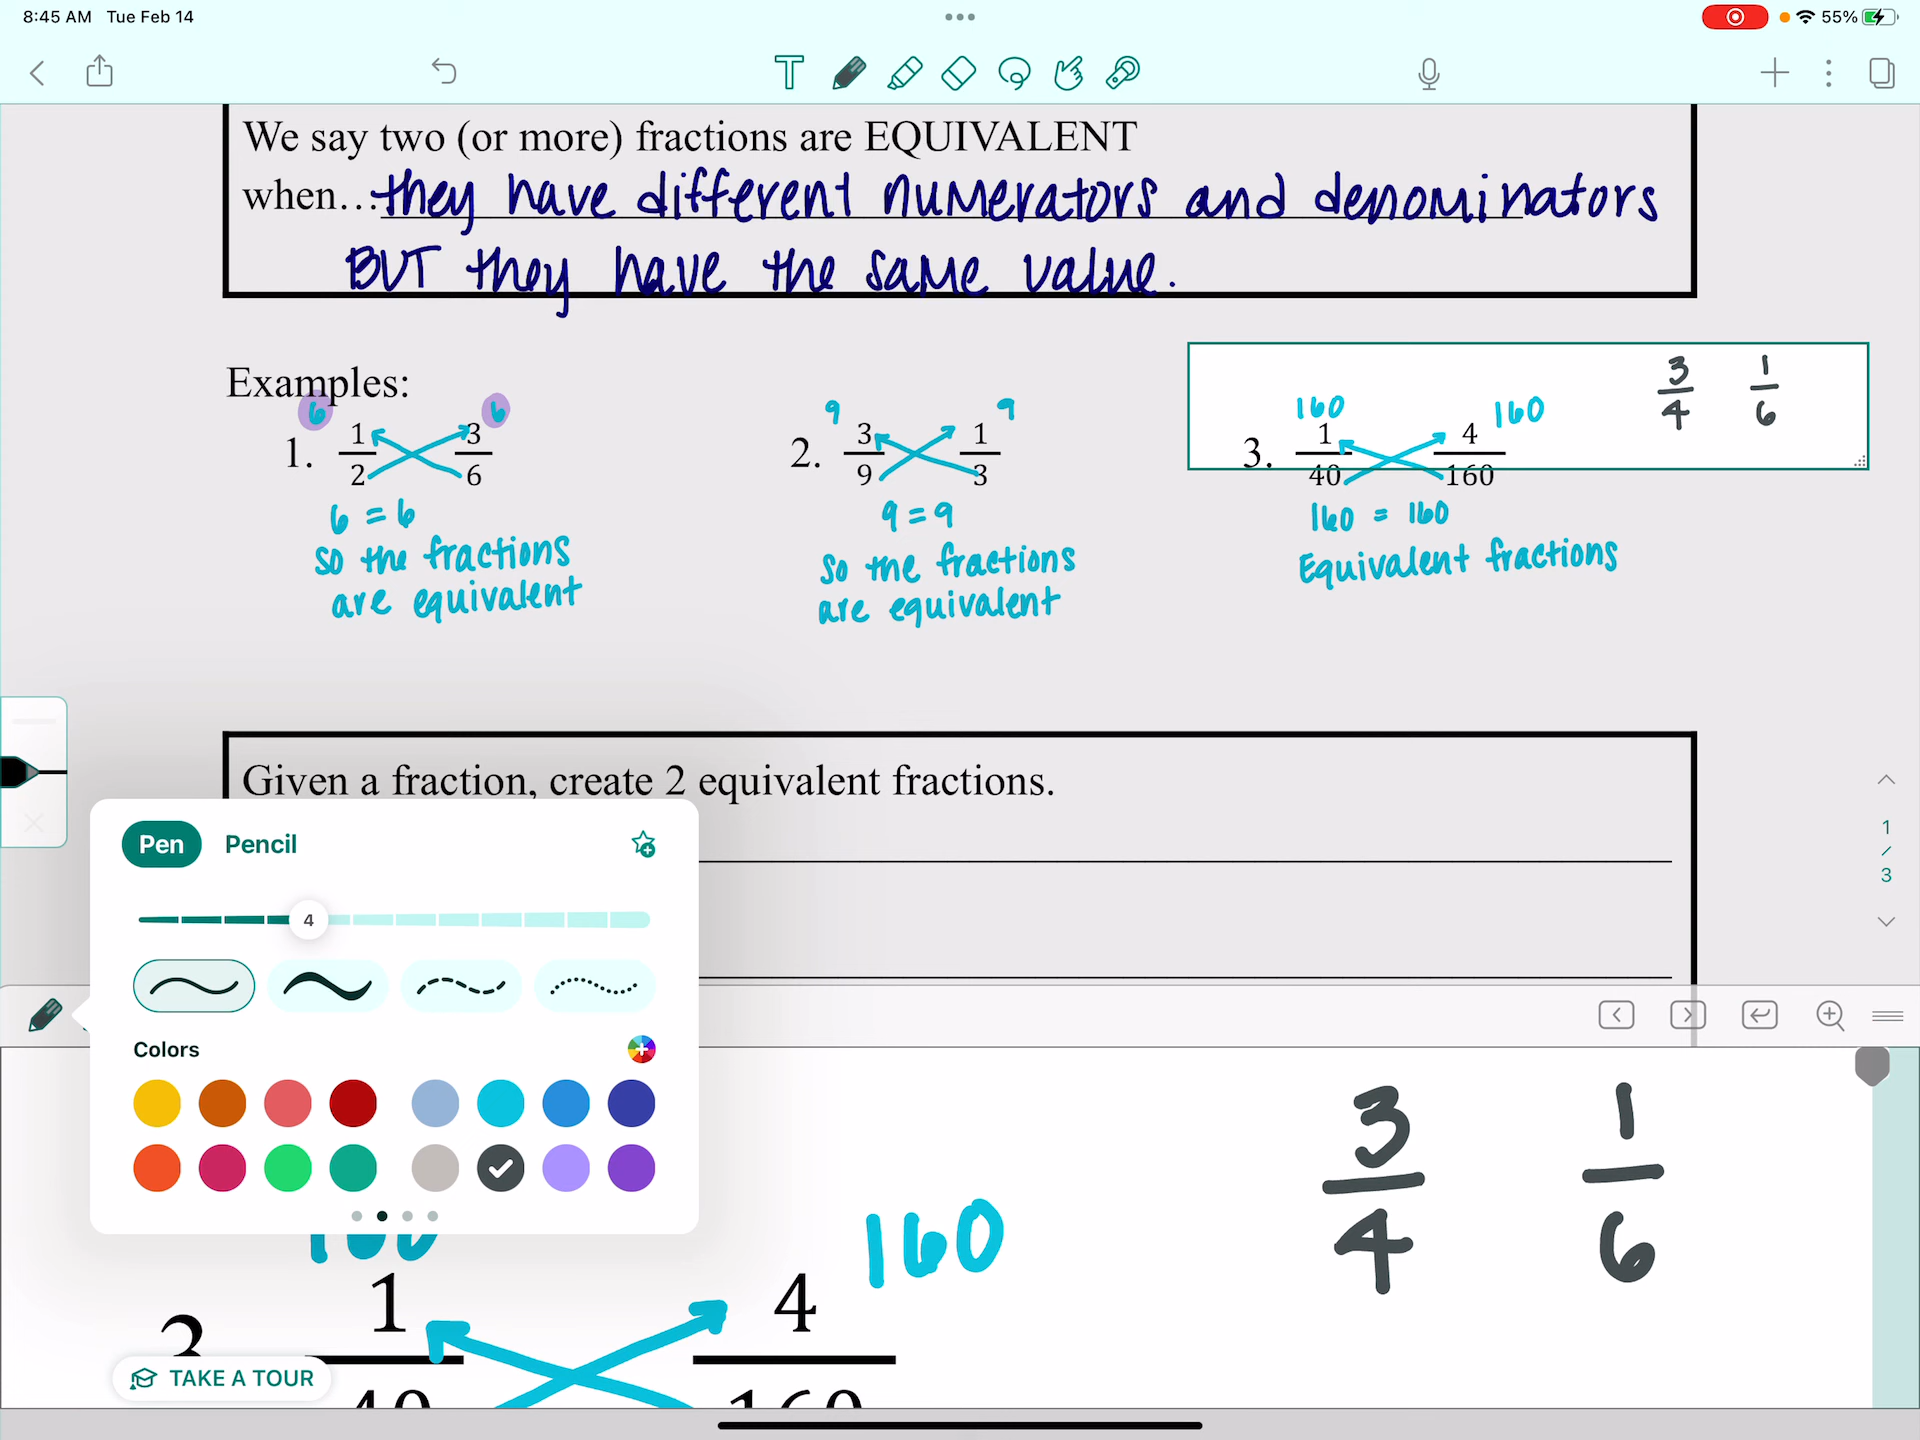 8:45 AM Tue Feb 14
55%
We say two (or more) fractions are EQUIVALENT
when... they have different numerators and denominators
BUT they have the same value.
Examples:
6 6
1. 1/2 3/6
6 = 6
So the fractions
are equivalent
9 9
2. 3/9 1/3
9 = 9
So the fractions
are equivalent
3/4 1/6
160 160
3. 1/40 4/160
160 = 160
Equivalent fractions
Given a fraction, create 2 equivalent fractions.
1
/
3
Pen Pencil
4
Colors
3/4 1/6
160 160
3 1/40 4/160
TAKE A TOUR